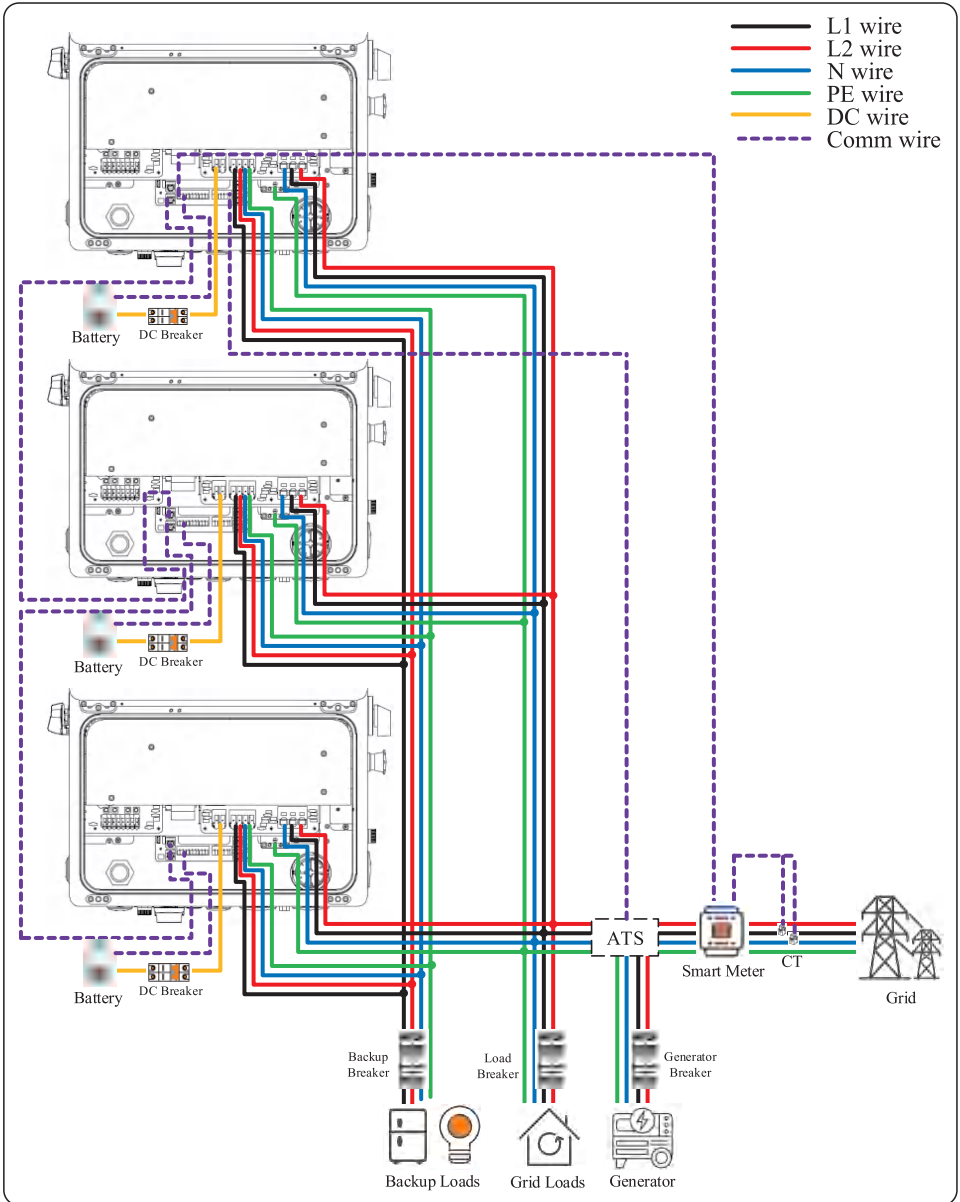 L1 wire
L2 wire
N wire
PE wire
DC wire
Comm wire
Battery
DC Breaker
Battery
DC Breaker
Battery
DC Breaker
ATS
Smart Meter
CT
Grid
Backup
Breaker
Load
Breaker
Generator
Breaker
Backup Loads
Grid Loads
Generator